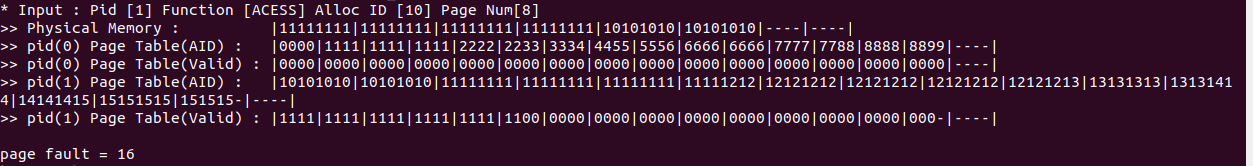 * Input : Pid [1] Function [ACESS] Alloc ID [10] Page Num[8]
>> Physical Memory :          |11111111|11111111|11111111|11111111|10101010|10101010|----|----|
>> pid(0) Page Table(AID) :   |0000|1111|1111|1111|2222|2233|3334|4455|5556|6666|6666|7777|7788|8888|8899|----|
>> pid(0) Page Table(Valid) : |0000|0000|0000|0000|0000|0000|0000|0000|0000|0000|0000|0000|0000|0000|0000|----|
>> pid(1) Page Table(AID) :   |10101010|10101010|11111111|11111111|11111111|11111212|12121212|12121212|12121212|12121213|13131313|1313141
4|14141415|15151515|151515-|----|
>> pid(1) Page Table(Valid) : |1111|1111|1111|1111|1111|1100|0000|0000|0000|0000|0000|0000|0000|0000|000-|----|
page fault = 16